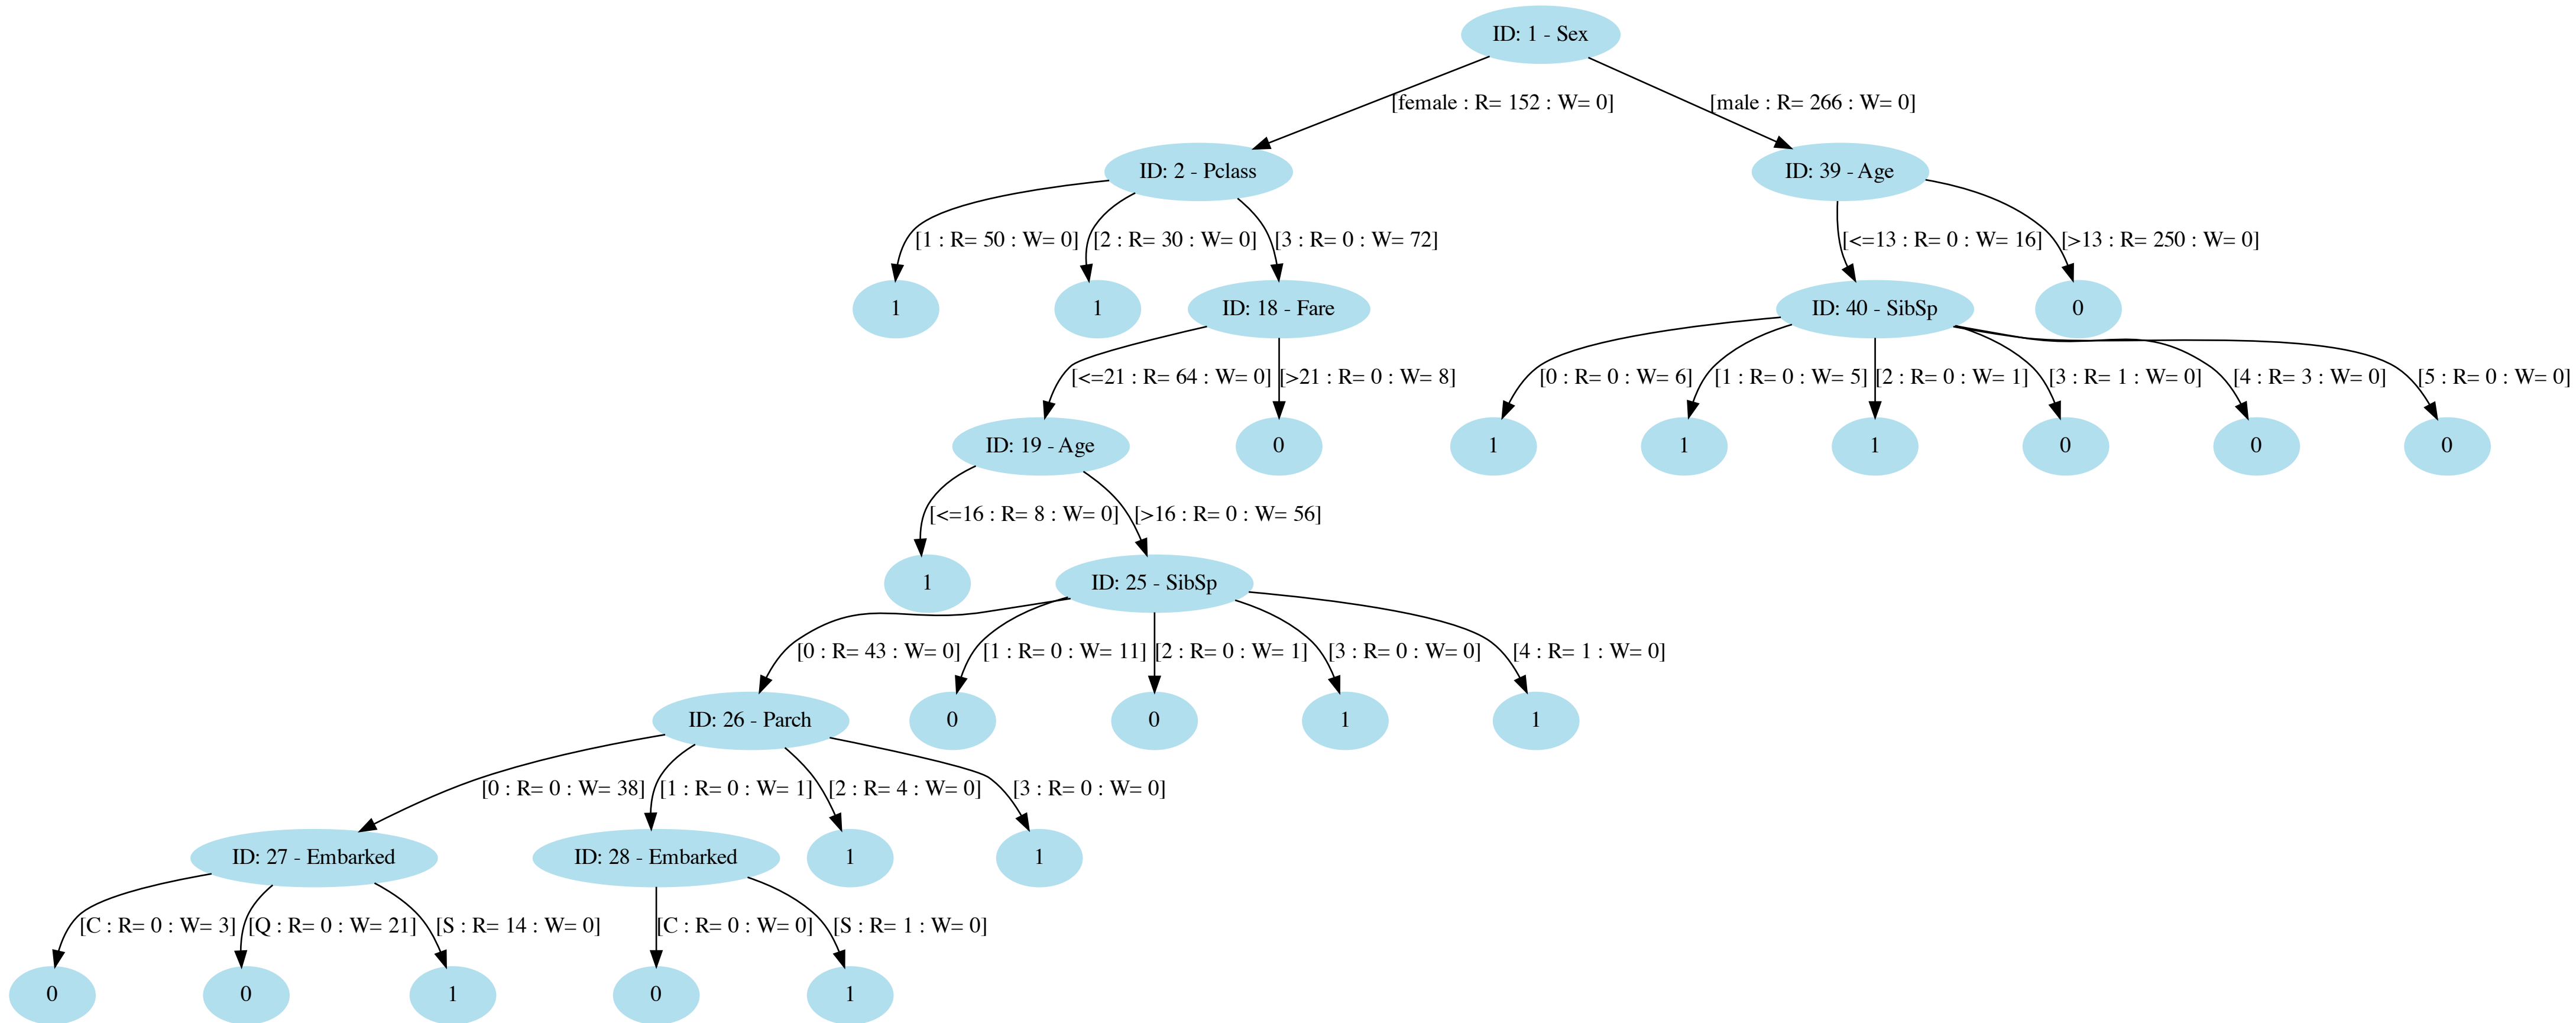 ID: 1 - Sex
[female : R= 152 : W= 0]
[male : R= 266 : W= 0]
ID: 2 - Pclass
ID: 39 - Age
[1 : R= 50 : W= 0]
[2 : R= 30 : W= 0]
[3 : R= 0 : W= 72]
[<=13 : R= 0 : W= 16]
[>13 : R= 250 : W= 0]
1
1
ID: 18 - Fare
ID: 40 - SibSp
0
[<=21 : R= 64 : W= 0]
[>21 : R= 0 : W= 8]
[0 : R= 0 : W= 6]
[1 : R= 0 : W= 5]
[2 : R= 0 : W= 1]
[3 : R= 1 : W= 0]
[4 : R= 3 : W= 0]
[5 : R= 0 : W= 0]
ID: 19 - Age
0
1
1
1
0
0
0
[<=16 : R= 8 : W= 0]
[>16 : R= 0 : W= 56]
1
ID: 25 - SibSp
[0 : R= 43 : W= 0]
[1 : R= 0 : W= 11]
[2 : R= 0 : W= 1]
[3 : R= 0 : W= 0]
[4 : R= 1 : W= 0]
ID: 26 - Parch
0
0
1
1
[0 : R= 0 : W= 38]
[1 : R= 0 : W= 1]
[2 : R= 4 : W= 0]
[3 : R= 0 : W= 0]
ID: 27 - Embarked
ID: 28 - Embarked
1
1
[C : R= 0 : W= 3]
[Q : R= 0 : W= 21]
[S : R= 14 : W= 0]
[C : R= 0 : W= 0]
[S : R= 1 : W= 0]
0
0
1
0
1